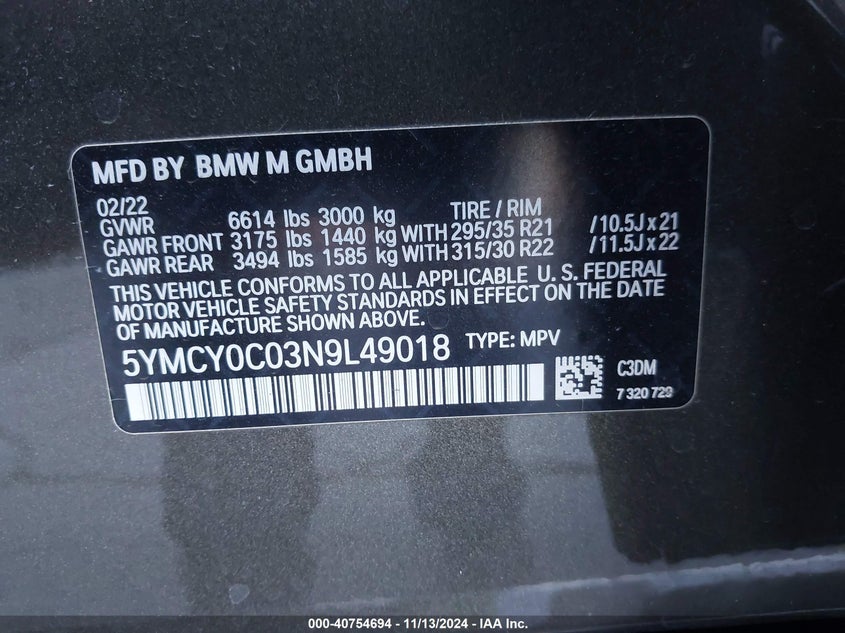 MFD BY BMW M GMBH
02/22 TIRE / RIM
GVWR 6614 lbs 3000 kg
GAWR FRONT 3175 lbs 1440 kg WITH 295/35 R21 /10.5J x 21
GAWR REAR 3494 lbs 1585 kg WITH 315/30 R22 /11.5J x 22
THIS VEHICLE CONFORMS TO ALL APPLICABLE U. S. FEDERAL
MOTOR VEHICLE SAFETY STANDARDS IN EFFECT ON THE DATE
OF MANUFACTURE SHOWN ABOVE.
5YMCY0C03N9L49018 TYPE: MPV
C3DM
7 320 729
000-40754694 - 11/13/2024 - IAA Inc.